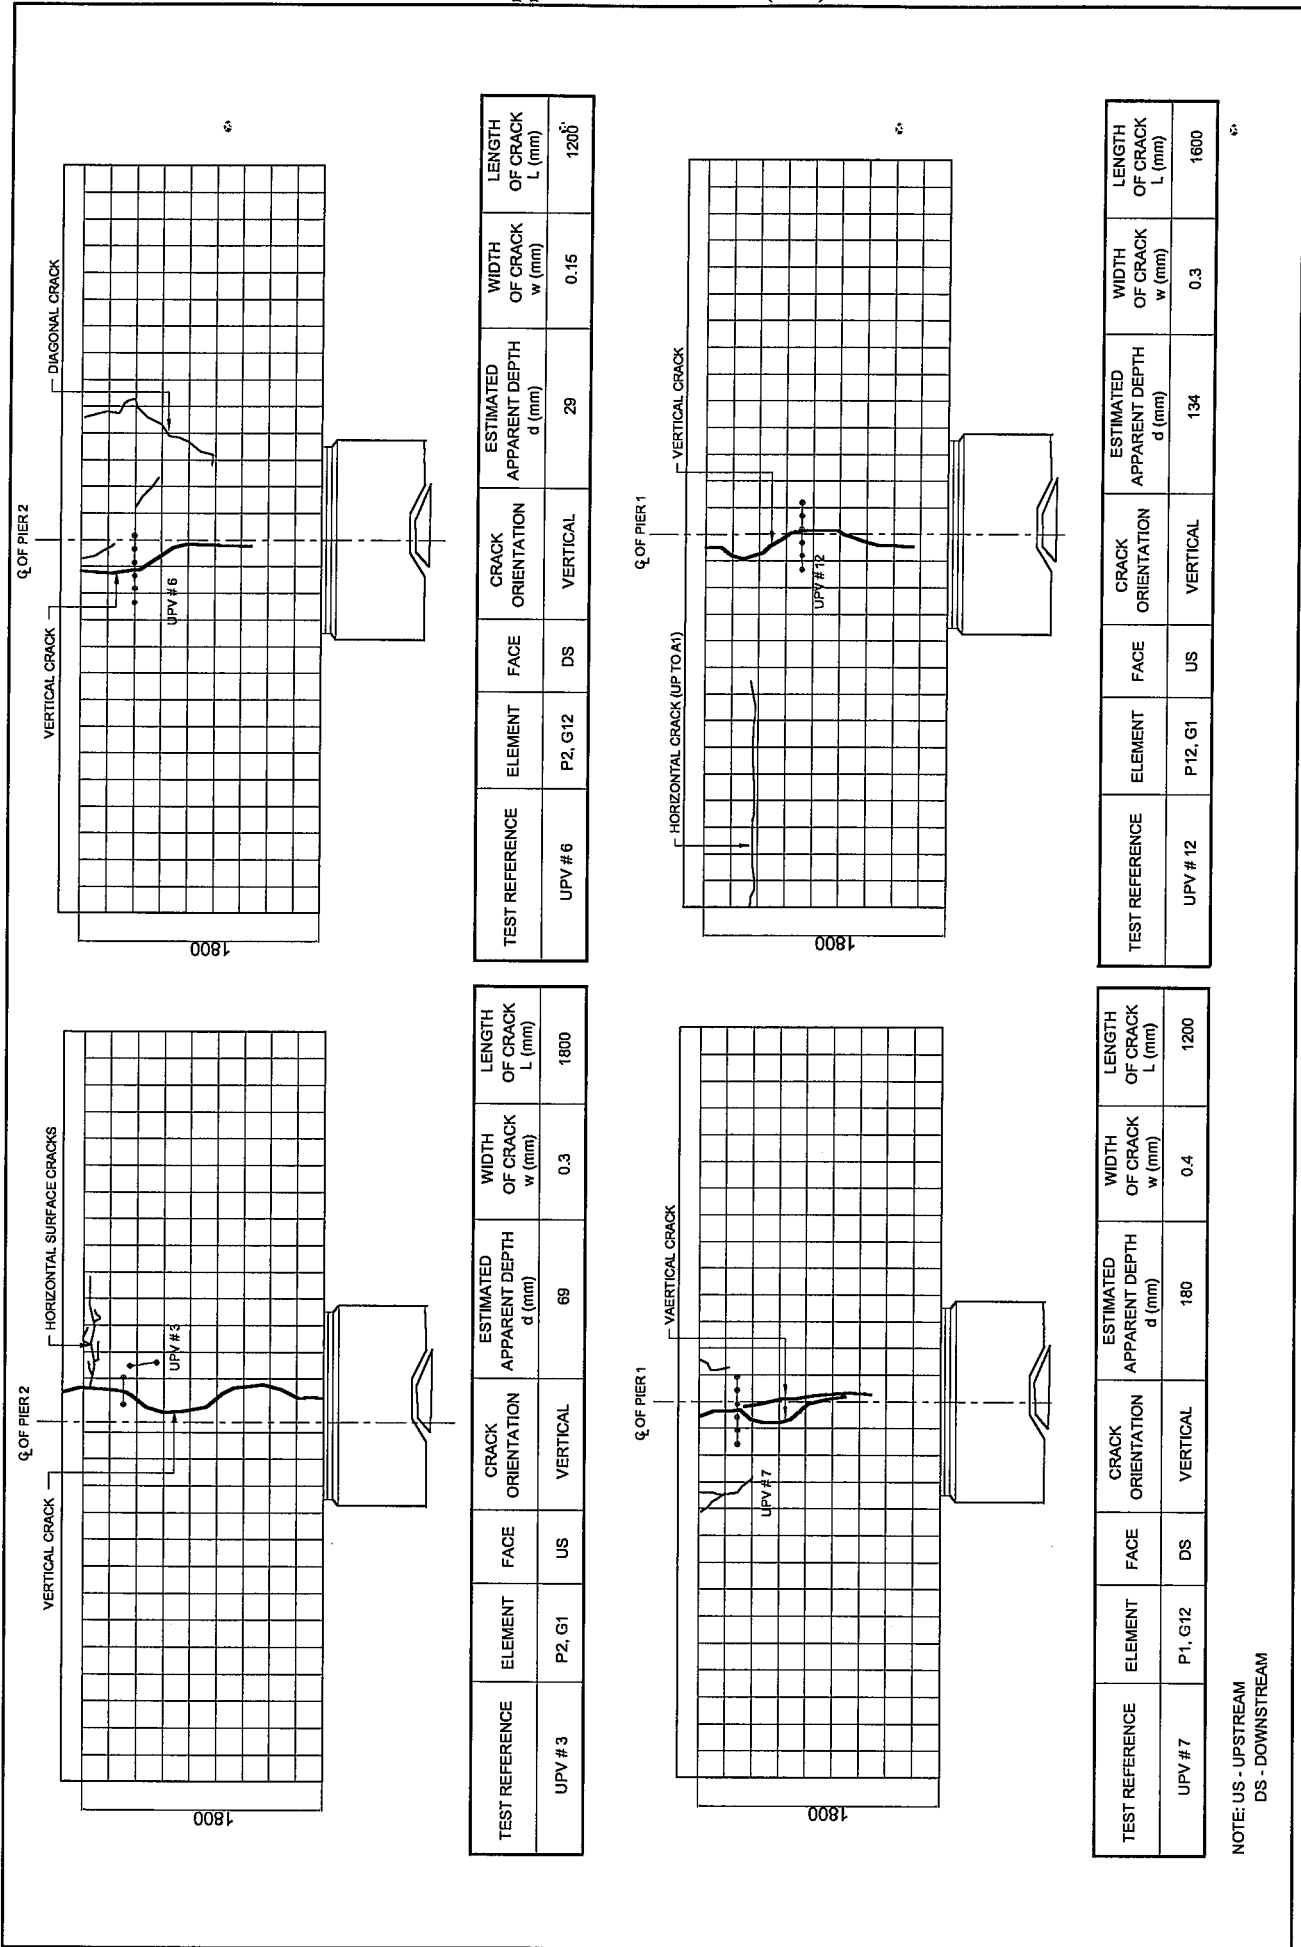 ℄ OF PIER 2
VERTICAL CRACK
HORIZONTAL SURFACE CRACKS
UPV # 3
1800
TEST REFERENCE ELEMENT FACE CRACK ORIENTATION ESTIMATED APPARENT DEPTH d (mm) WIDTH OF CRACK w (mm) LENGTH OF CRACK L (mm)
UPV # 3 P2, G1 US VERTICAL 69 0.3 1800
℄ OF PIER 2
VERTICAL CRACK
DIAGONAL CRACK
UPV # 6
1800
TEST REFERENCE ELEMENT FACE CRACK ORIENTATION ESTIMATED APPARENT DEPTH d (mm) WIDTH OF CRACK w (mm) LENGTH OF CRACK L (mm)
UPV # 6 P2, G12 DS VERTICAL 29 0.15 1200
℄ OF PIER 1
VAERTICAL CRACK
UPV # 7
1800
TEST REFERENCE ELEMENT FACE CRACK ORIENTATION ESTIMATED APPARENT DEPTH d (mm) WIDTH OF CRACK w (mm) LENGTH OF CRACK L (mm)
UPV # 7 P1, G12 DS VERTICAL 180 0.4 1200
℄ OF PIER 1
HORIZONTAL CRACK (UP TO A1)
VERTICAL CRACK
UPV # 12
1800
TEST REFERENCE ELEMENT FACE CRACK ORIENTATION ESTIMATED APPARENT DEPTH d (mm) WIDTH OF CRACK w (mm) LENGTH OF CRACK L (mm)
UPV # 12 P12, G1 US VERTICAL 134 0.3 1600
NOTE: US - UPSTREAM
DS - DOWNSTREAM